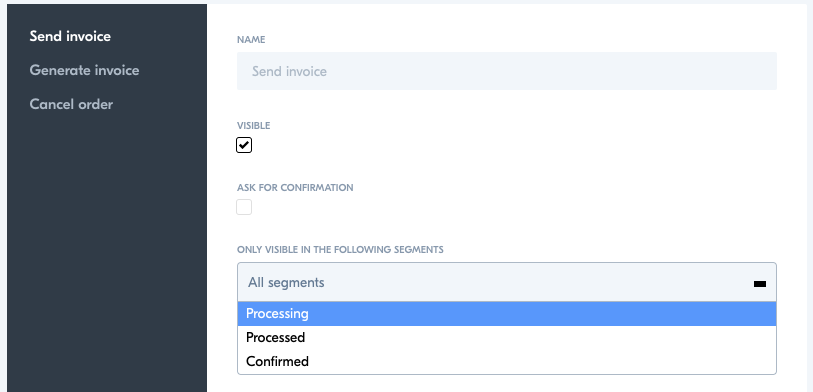 Send invoice
Generate invoice
Cancel order
NAME
Send invoice
VISIBLE
ASK FOR CONFIRMATION
ONLY VISIBLE IN THE FOLLOWING SEGMENTS
All segments
Processing
Processed
Confirmed